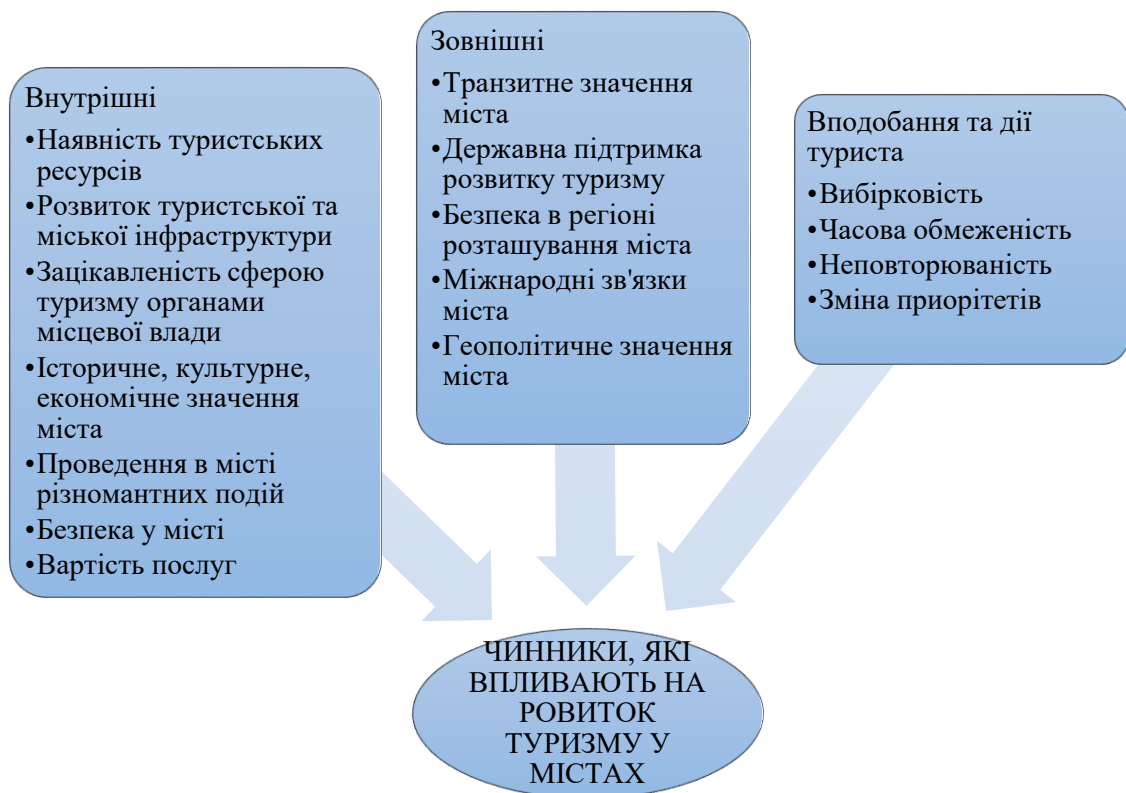 Внутрішні
•Наявність туристських
ресурсів
•Розвиток туристської та
міської інфраструктури
•Зацікавленість сферою
туризму органами
місцевої влади
•Історичне, культурне,
економічне значення
міста
•Проведення в місті
різномантних подій
•Безпека у місті
•Вартість послуг
Зовнішні
•Транзитне значення
міста
•Державна підтримка
розвитку туризму
•Безпека в регіоні
розташування міста
•Міжнародні зв'язки
міста
•Геополітичне значення
міста
Вподобання та дії
туриста
•Вибірковість
•Часова обмеженість
•Неповторюваність
•Зміна приорітетів
ЧИННИКИ, ЯКІ
ВПЛИВАЮТЬ НА
РОВИТОК
ТУРИЗМУ У
МІСТАХ